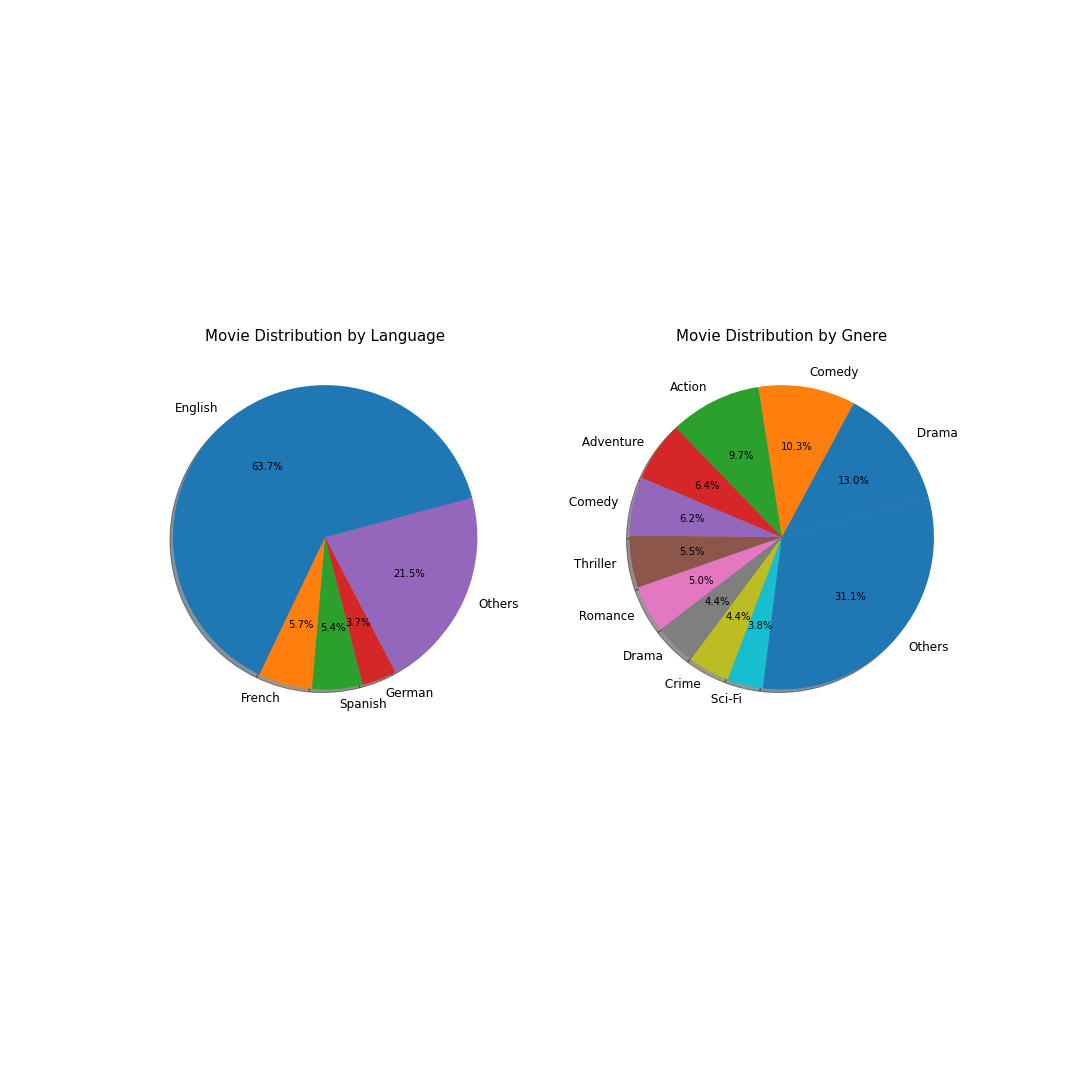 Movie Distribution by Language
English
63.7%
French
5.7%
Spanish
5.4%
German
3.7%
Others
21.5%
Movie Distribution by Gnere
Drama
13.0%
Comedy
10.3%
Action
9.7%
Adventure
6.4%
Comedy
6.2%
Thriller
5.5%
Romance
5.0%
Drama
4.4%
Crime
4.4%
Sci-Fi
3.8%
Others
31.1%